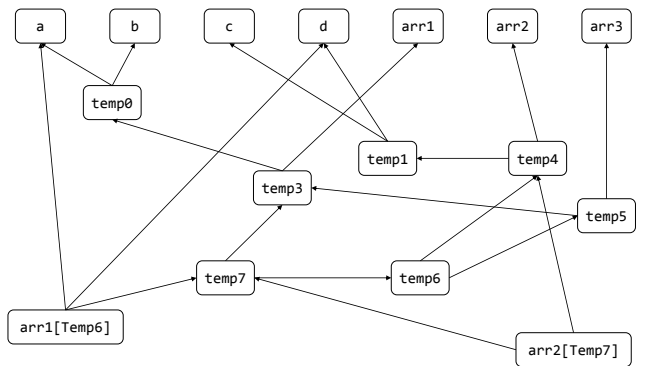 a
b
c
d
arr1
arr2
arr3
temp0
temp1
temp4
temp3
temp5
temp7
temp6
arr1[Temp6]
arr2[Temp7]